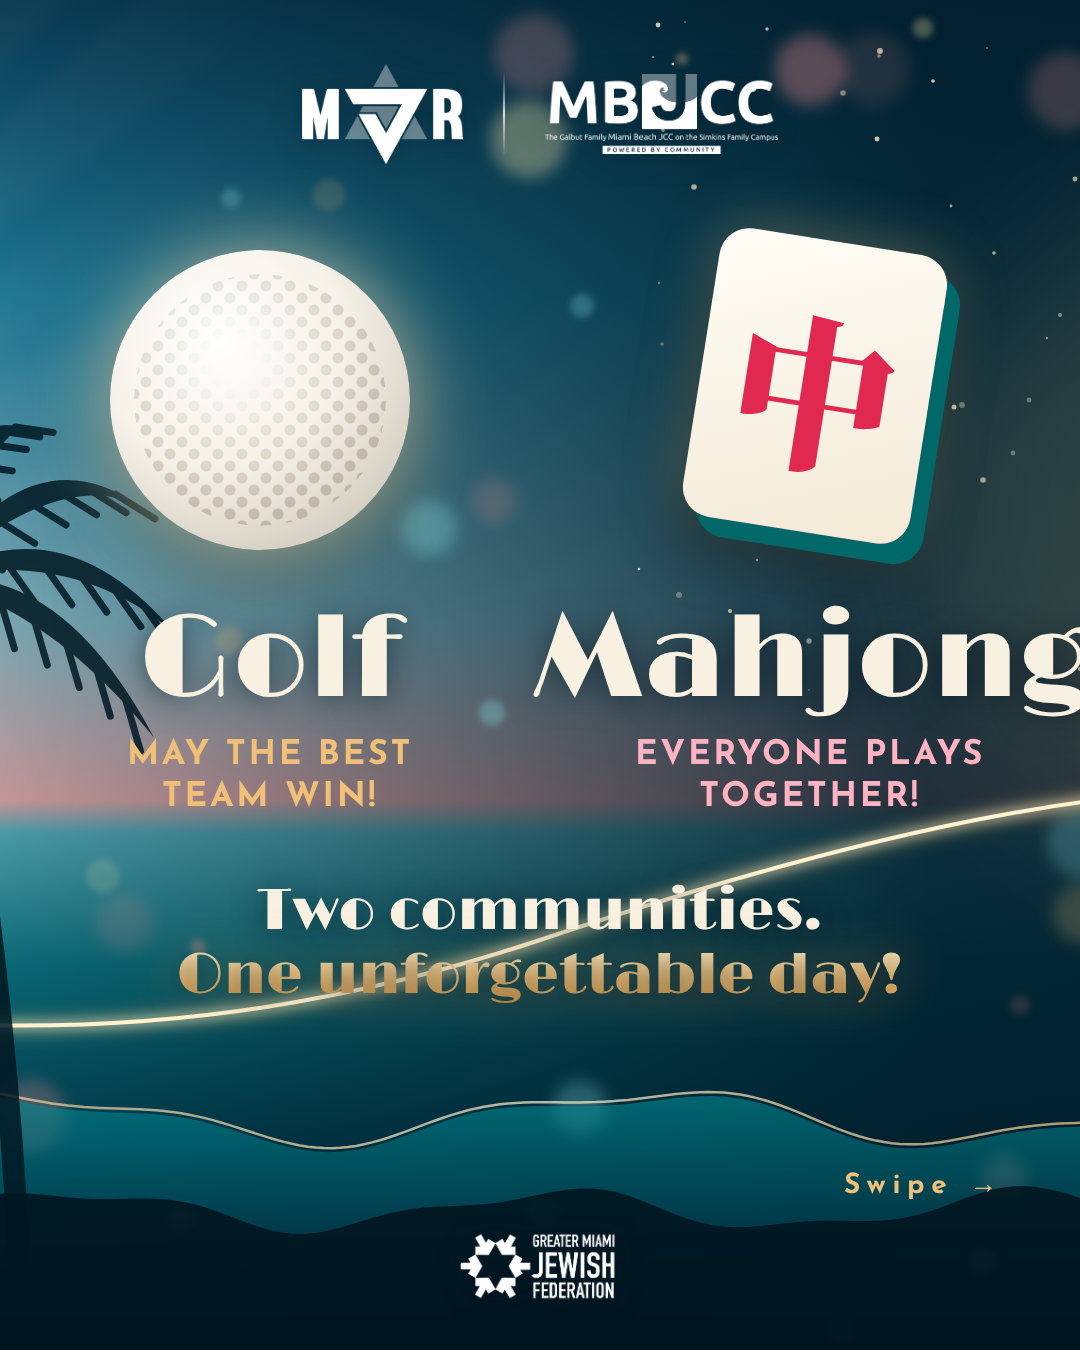 MAR
MBJCC
The Galbut Family Miami Beach JCC on the Simkins Family Campus
POWERED BY COMMUNITY
中
Golf
Mahjong
MAY THE BEST
TEAM WIN!
EVERYONE PLAYS
TOGETHER!
Two communities.
One unforgettable day!
Swipe →
GREATER MIAMI
JEWISH
FEDERATION